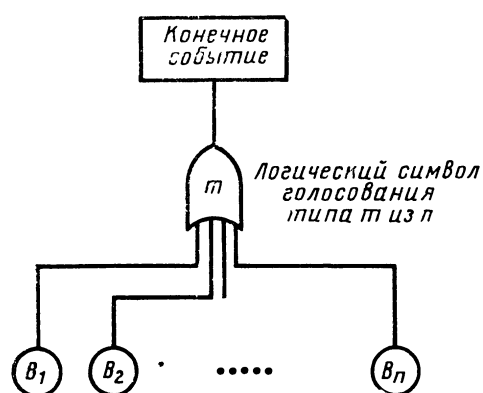 Конечное
событие
m
Логический символ
голосования
типа m из n
B1 B2 ..... Bn